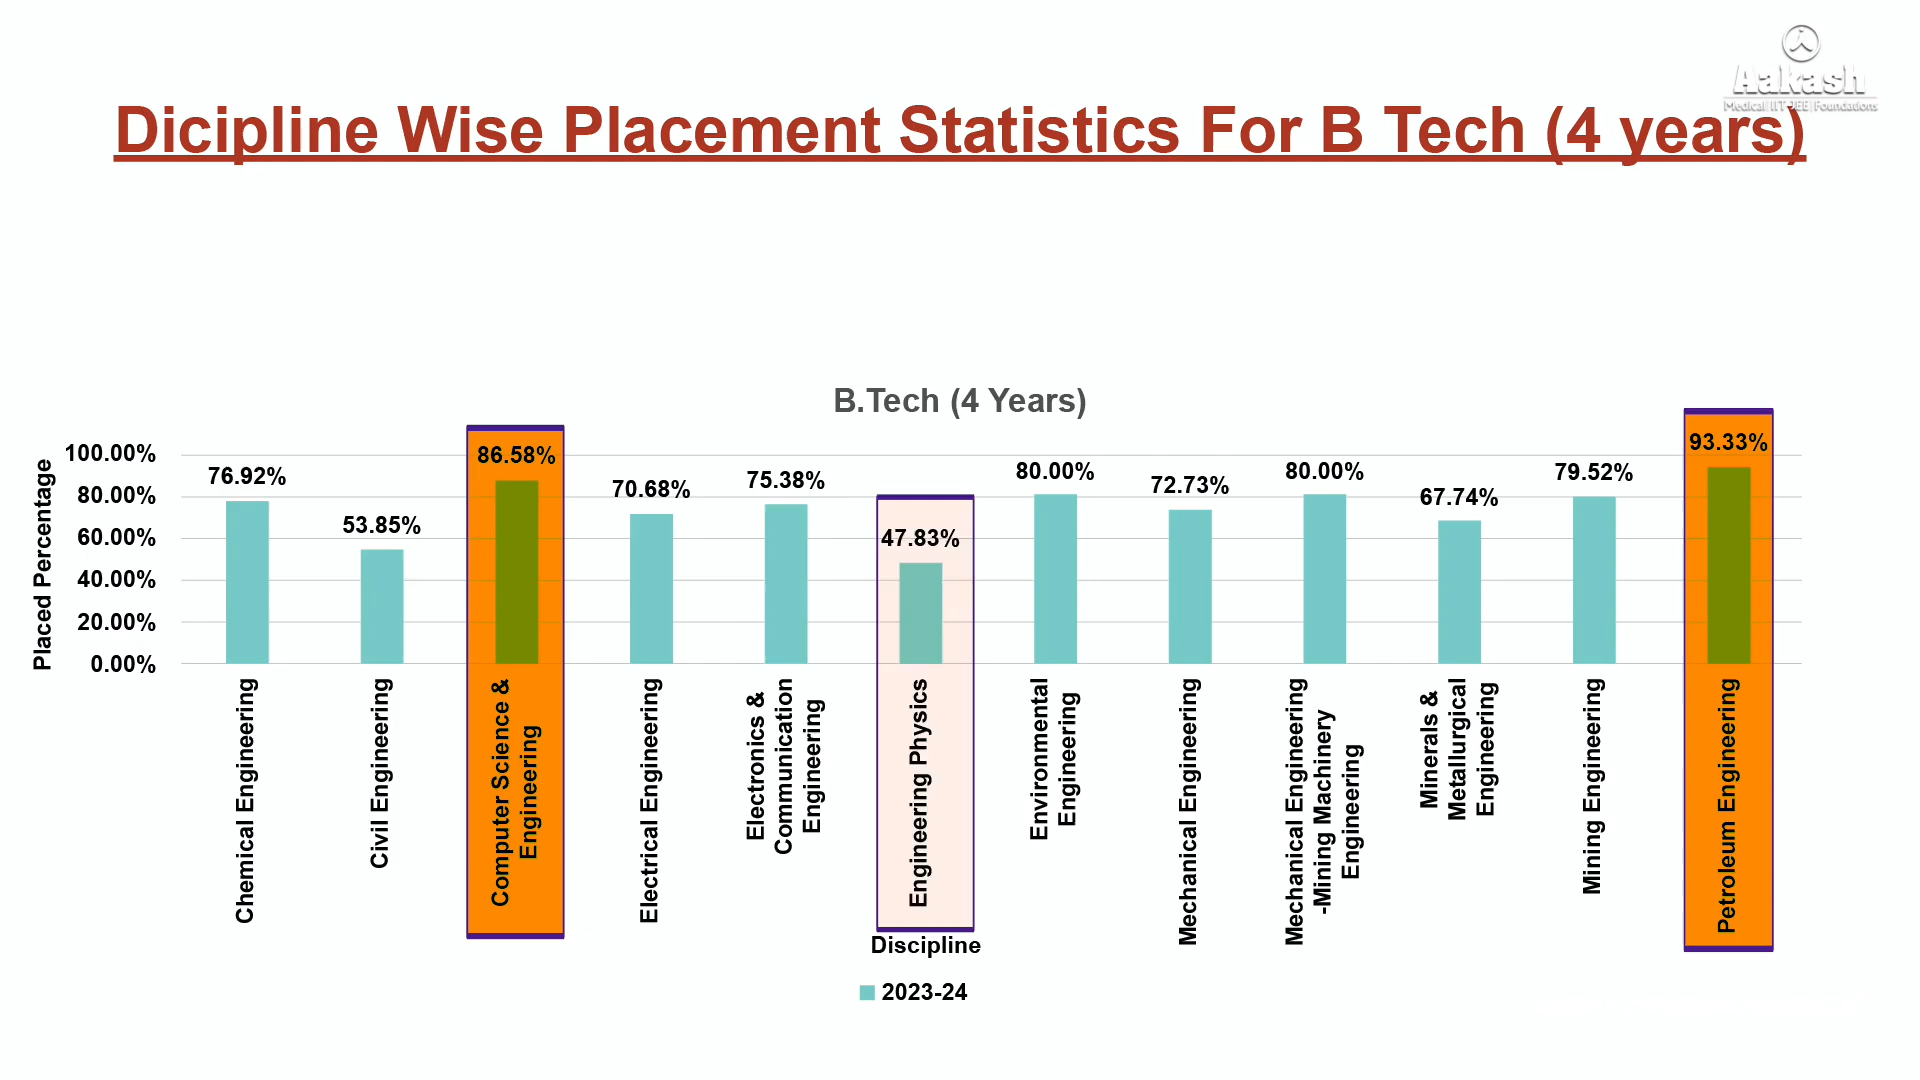 Aakash
Medical|IIT-JEE|Foundations
Dicipline Wise Placement Statistics For B Tech (4 years)
B.Tech (4 Years)
Placed Percentage
100.00%
80.00%
60.00%
40.00%
20.00%
0.00%
76.92%
53.85%
86.58%
70.68%
75.38%
47.83%
80.00%
72.73%
80.00%
67.74%
79.52%
93.33%
Chemical Engineering
Civil Engineering
Computer Science &
Engineering
Electrical Engineering
Electronics &
Communication
Engineering
Engineering Physics
Environmental
Engineering
Mechanical Engineering
Mechanical Engineering
-Mining Machinery
Engineering
Minerals &
Metallurgical
Engineering
Mining Engineering
Petroleum Engineering
Discipline
2023-24